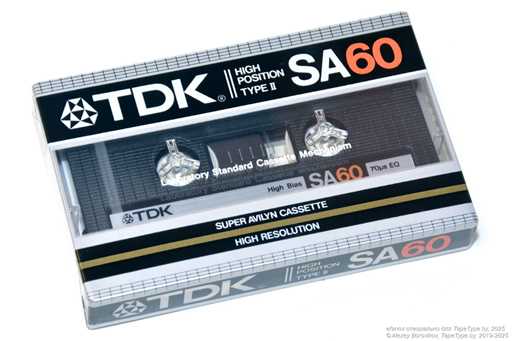 TDK®
HIGH
POSITION
TYPE II
SA60
Laboratory Standard Cassette Mechanism
TDK
High Bias
SA60
70µs EQ
SUPER AVILYN CASSETTE
HIGH RESOLUTION
TDK
HIGH
POSITION
TYPE II
SA60